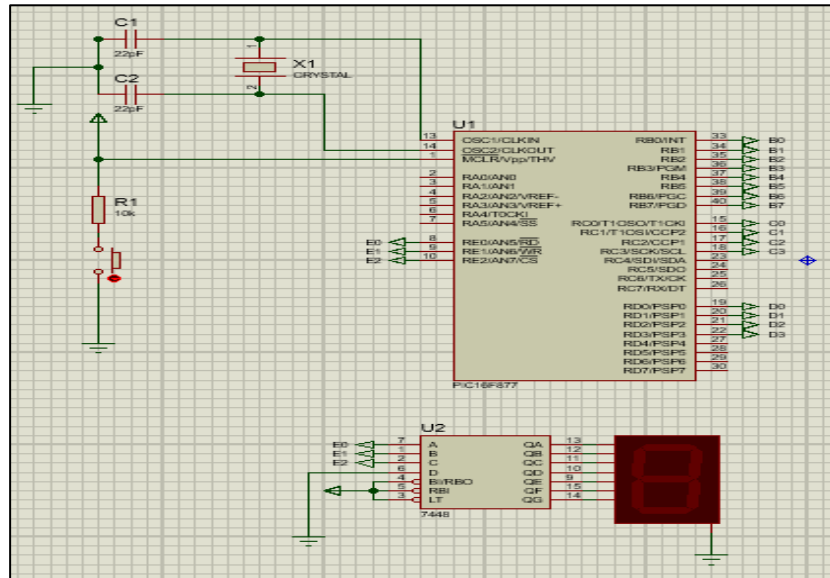 C1
22pF
1
X1
CRYSTAL
2
C2
22pF
R1
10k
U1
13 OSC1/CLKIN RB0/INT 33 B0
14 OSC2/CLKOUT RB1 34 B1
1 MCLR/Vpp/THV RB2 35 B2
RB3/PGM 36 B3
2 RA0/AN0 RB4 37 B4
3 RA1/AN1 RB5 38 B5
4 RA2/AN2/VREF- RB6/PGC 39 B6
5 RA3/AN3/VREF+ RB7/PGD 40 B7
6 RA4/T0CKI
7 RA5/AN4/SS RC0/T1OSO/T1CKI 15 C0
RC1/T1OSI/CCP2 16 C1
E0 8 RE0/AN5/RD RC2/CCP1 17 C2
E1 9 RE1/AN6/WR RC3/SCK/SCL 18 C3
E2 10 RE2/AN7/CS RC4/SDI/SDA 23
RC5/SDO 24
RC6/TX/CK 25
RC7/RX/DT 26
RD0/PSP0 19 D0
RD1/PSP1 20 D1
RD2/PSP2 21 D2
RD3/PSP3 22 D3
RD4/PSP4 27
RD5/PSP5 28
RD6/PSP6 29
RD7/PSP7 30
PIC16F877
U2
E0 7 A QA 13
E1 1 B QB 12
E2 2 C QC 11
6 D QD 10
4 BI/RBO QE 9
5 RBI QF 15
3 LT QG 14
7448